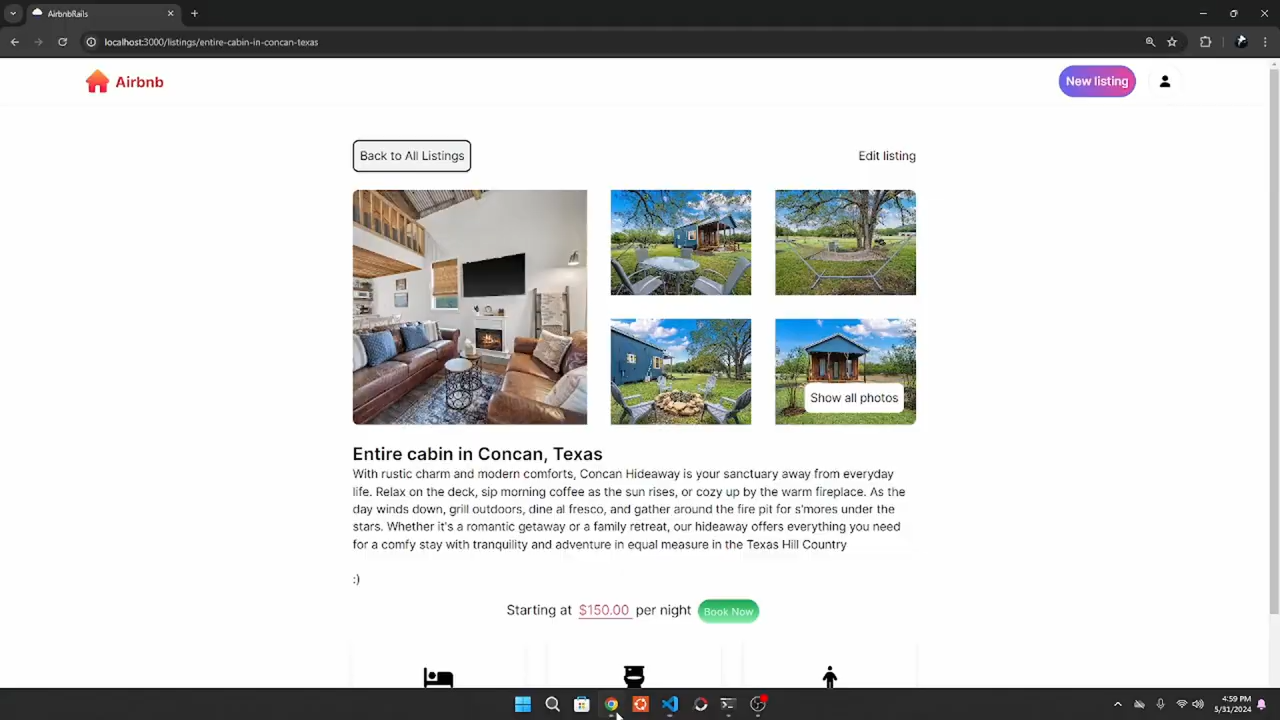 AirbnbRails
localhost:3000/listings/entire-cabin-in-concan-texas
Airbnb
New listing
Back to All Listings
Edit listing
Show all photos
Entire cabin in Concan, Texas
With rustic charm and modern comforts, Concan Hideaway is your sanctuary away from everyday
life. Relax on the deck, sip morning coffee as the sun rises, or cozy up by the warm fireplace. As the
day winds down, grill outdoors, dine al fresco, and gather around the fire pit for s'mores under the
stars. Whether it's a romantic getaway or a family retreat, our hideaway offers everything you need
for a comfy stay with tranquility and adventure in equal measure in the Texas Hill Country
:)
Starting at $150.00 per night Book Now
4:59 PM
5/31/2024